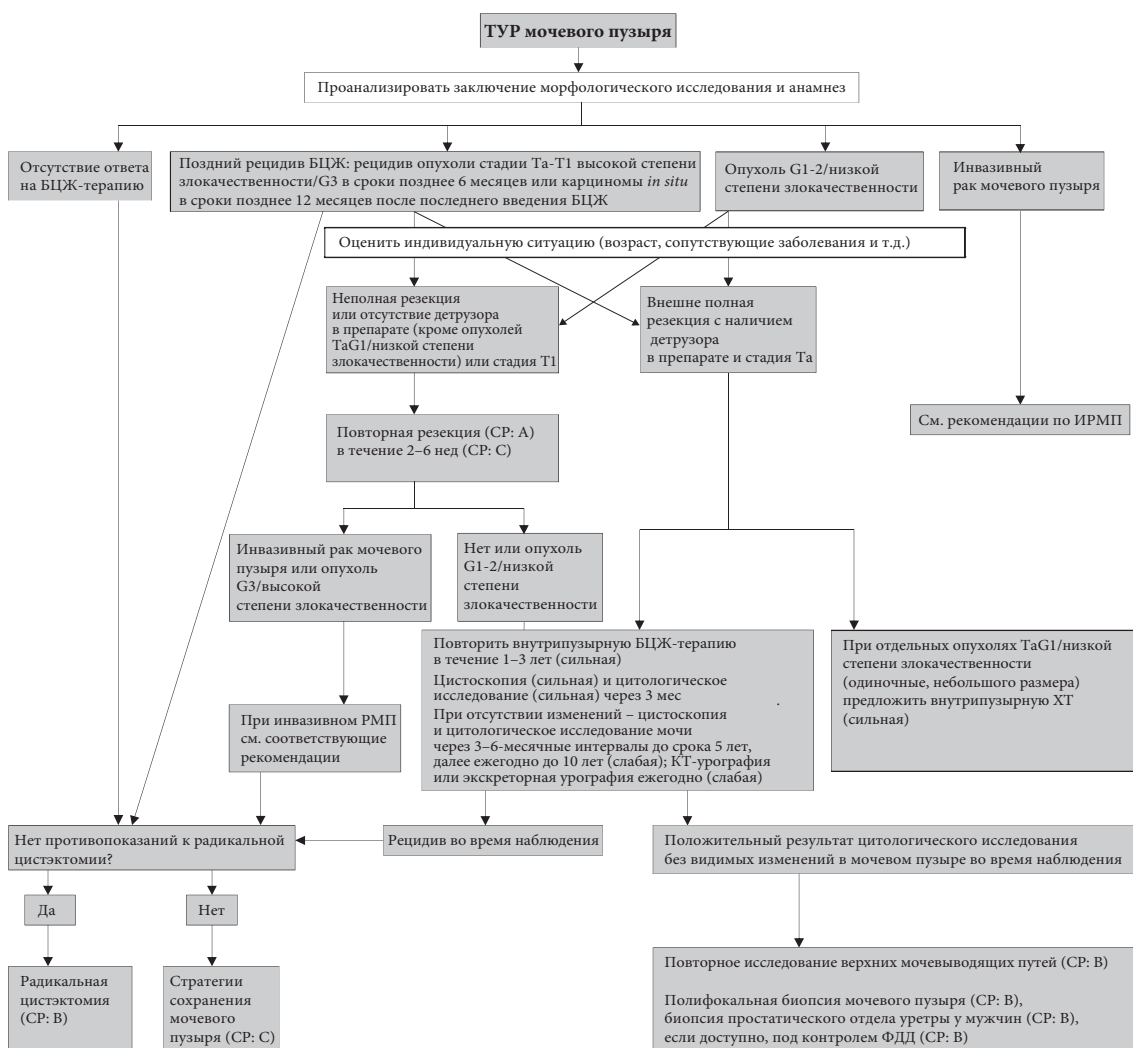 ТУР мочевого пузыря
Проанализировать заключение морфологического исследования и анамнез
Отсутствие ответа
на БЦЖ-терапию
Поздний рецидив БЦЖ: рецидив опухоли стадии Та-Т1 высокой степени
злокачественности/G3 в сроки позднее 6 месяцев или карциномы in situ
в сроки позднее 12 месяцев после последнего введения БЦЖ
Опухоль G1-2/низкой
степени злокачественности
Инвазивный
рак мочевого пузыря
Оценить индивидуальную ситуацию (возраст, сопутствующие заболевания и т.д.)
Неполная резекция
или отсутствие детрузора
в препарате (кроме опухолей
TaG1/низкой степени
злокачественности) или стадия Т1
Внешне полная
резекция с наличием
детрузора
в препарате и стадия Та
См. рекомендации по ИРМП
Повторная резекция (СР: А)
в течение 2–6 нед (СР: С)
Инвазивный рак мочевого
пузыря или опухоль
G3/высокой
степени злокачественности
Нет или опухоль
G1-2/низкой
степени
злокачественности
Повторить внутрипузырную БЦЖ-терапию
в течение 1–3 лет (сильная)
Цистоскопия (сильная) и цитологическое
исследование (сильная) через 3 мес
При отсутствии изменений – цистоскопия
и цитологическое исследование мочи
через 3–6-месячные интервалы до срока 5 лет,
далее ежегодно до 10 лет (слабая); КТ-урография
или экскреторная урография ежегодно (слабая)
При отдельных опухолях TaG1/низкой
степени злокачественности
(одиночные, небольшого размера)
предложить внутрипузырную ХТ
(сильная)
При инвазивном РМП
см. соответствующие
рекомендации
Нет противопоказаний к радикальной
цистэктомии?
Рецидив во время наблюдения
Положительный результат цитологического исследования
без видимых изменений в мочевом пузыре во время наблюдения
Да
Нет
Радикальная
цистэктомия
(СР: В)
Стратегии
сохранения
мочевого
пузыря (СР: С)
Повторное исследование верхних мочевыводящих путей (СР: В)
Полифокальная биопсия мочевого пузыря (СР: В),
биопсия простатического отдела уретры у мужчин (СР: В),
если доступно, под контролем ФДД (СР: В)